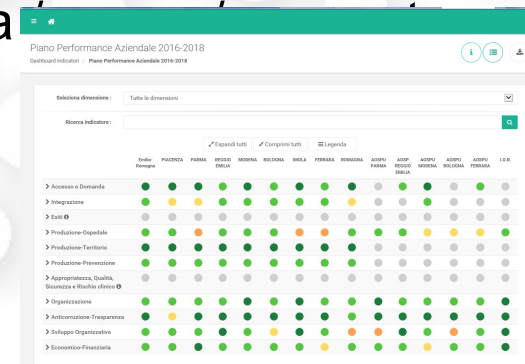 a
Piano Performance Aziendale 2016-2018
Dashboard indicatori / Piano Performance Aziendale 2016-2018
Seleziona dimensione : Tutte le dimensioni
Ricerca indicatore :
Espandi tutti Comprimi tutti Legenda
Emilia-Romagna PIACENZA PARMA REGGIO EMILIA MODENA BOLOGNA IMOLA FERRARA ROMAGNA AOSPU PARMA AOSP REGGIO EMILIA AOSPU MODENA AOSPU BOLOGNA AOSPU FERRARA I.O.R.
> Accesso e Domanda
> Integrazione
> Esiti
> Produzione-Ospedale
> Produzione-Territorio
> Produzione-Prevenzione
> Appropriatezza, Qualità,
Sicurezza e Rischio clinico
> Organizzazione
> Anticorruzione-Trasparenza
> Sviluppo Organizzativo
> Economico-Finanziaria